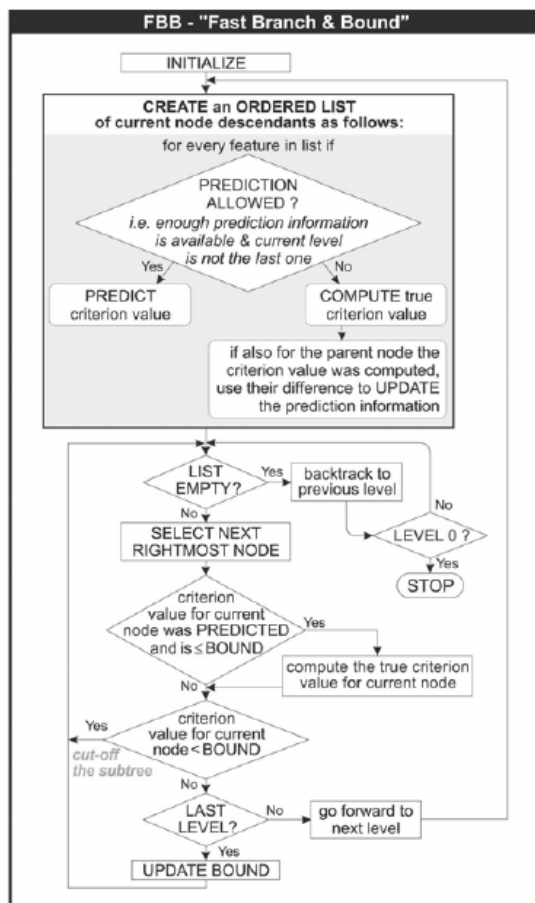 FBB - "Fast Branch & Bound"
INITIALIZE
CREATE an ORDERED LIST
of current node descendants as follows:
for every feature in list if
PREDICTION
ALLOWED ?
i.e. enough prediction information
is available & current level
is not the last one
Yes
No
PREDICT
criterion value
COMPUTE true
criterion value
if also for the parent node the
criterion value was computed,
use their difference to UPDATE
the prediction information
LIST
EMPTY?
Yes
backtrack to
previous level
No
No
LEVEL 0 ?
Yes
STOP
SELECT NEXT
RIGHTMOST NODE
criterion
value for current
node was PREDICTED
and is ≤ BOUND
Yes
compute the true criterion
value for current node
No
criterion
value for current
node < BOUND
Yes
cut-off
the subtree
No
LAST
LEVEL?
No
go forward to
next level
Yes
UPDATE BOUND